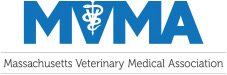 MVMA
Massachusetts Veterinary Medical Association